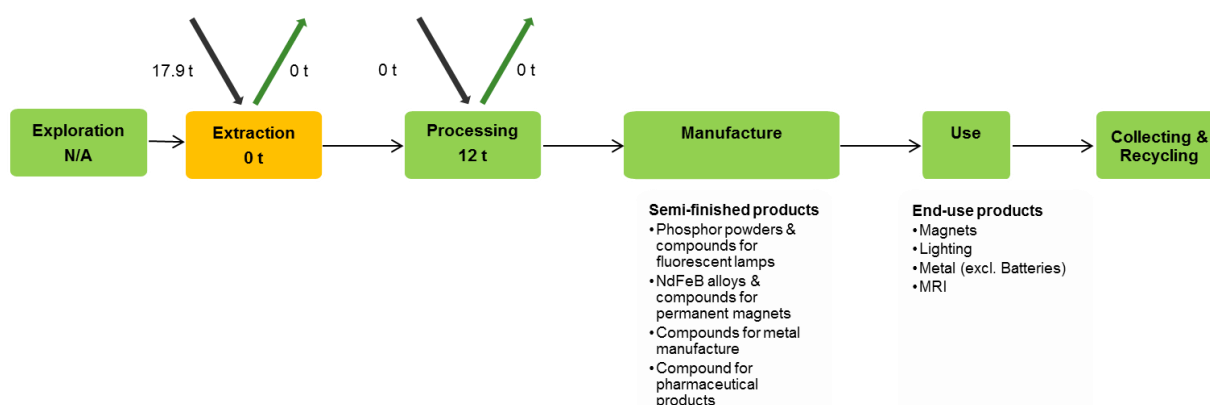 17.9 t
0 t
0 t
0 t
Exploration
N/A
Extraction
0 t
Processing
12 t
Manufacture
Use
Collecting &
Recycling
Semi-finished products
•Phosphor powders &
compounds for
fluorescent lamps
•NdFeB alloys &
compounds for
permanent magnets
•Compounds for metal
manufacture
•Compound for
pharmaceutical
products
End-use products
•Magnets
•Lighting
•Metal (excl. Batteries)
•MRI